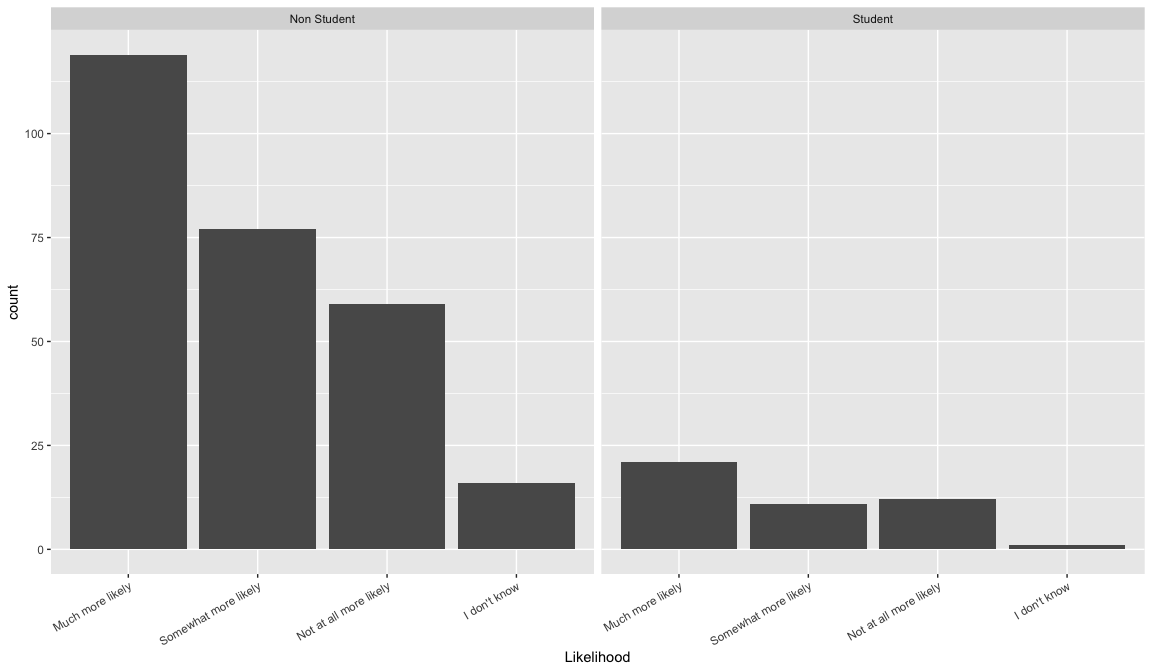 Non Student
Student
count
100
75
50
25
0
Much more likely
Somewhat more likely
Not at all more likely
I don't know
Much more likely
Somewhat more likely
Not at all more likely
I don't know
Likelihood